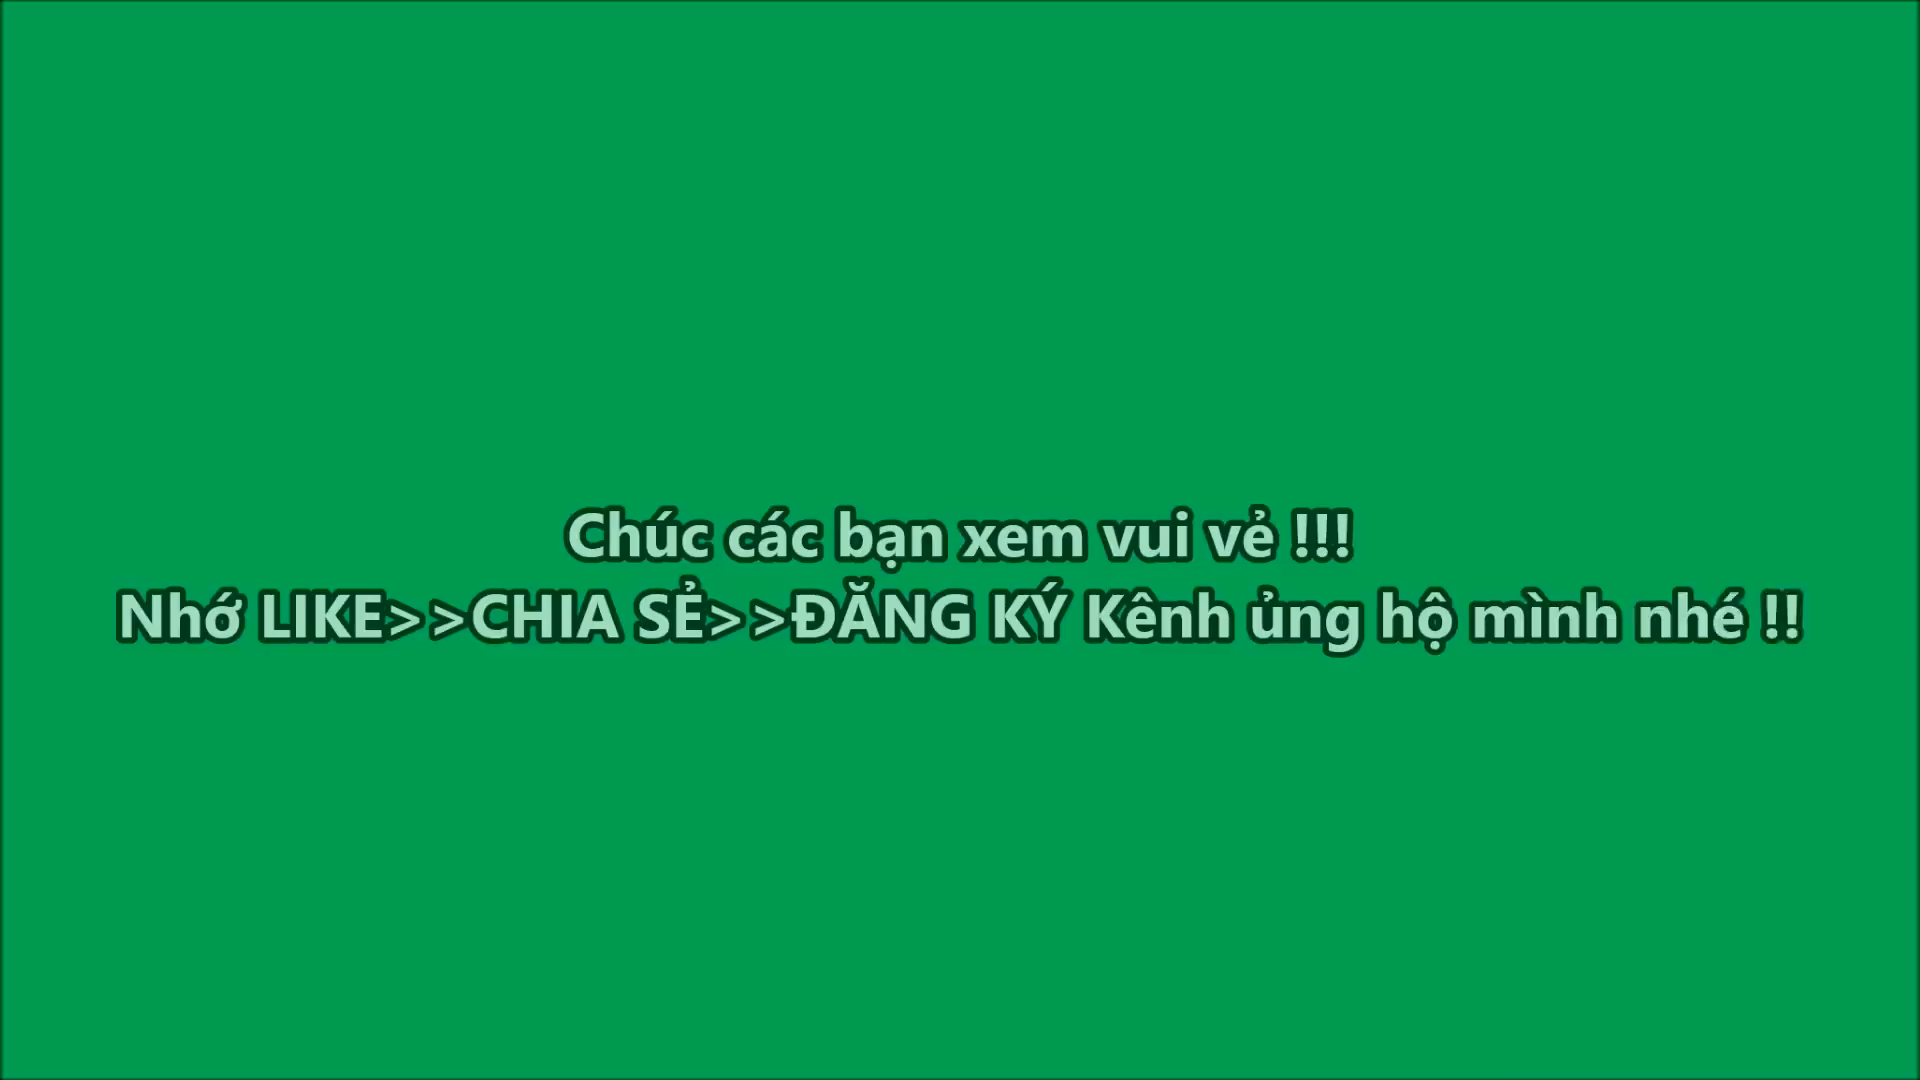 Chúc các bạn xem vui vẻ !!!
Nhớ LIKE>>CHIA SẺ>>ĐĂNG KÝ Kênh ủng hộ mình nhé !!